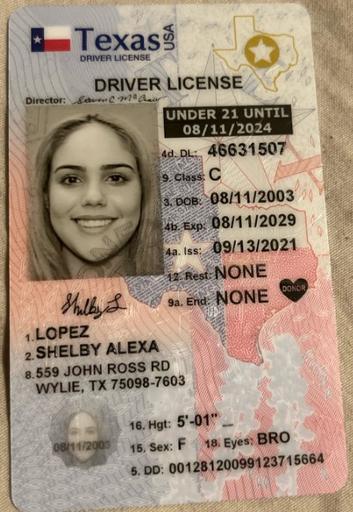 Texas USA
DRIVER LICENSE
DRIVER LICENSE
Director:
UNDER 21 UNTIL
08/11/2024
4d. DL: 46631507
9. Class: C
3. DOB: 08/11/2003
4b. Exp: 08/11/2029
4a. Iss: 09/13/2021
12. Rest: NONE
9a. End: NONE
DONOR
Shelby L
1. LOPEZ
2. SHELBY ALEXA
8. 559 JOHN ROSS RD
WYLIE, TX 75098-7603
08/11/2003
16. Hgt: 5'-01"
15. Sex: F 18. Eyes: BRO
5. DD: 00128120099123715664